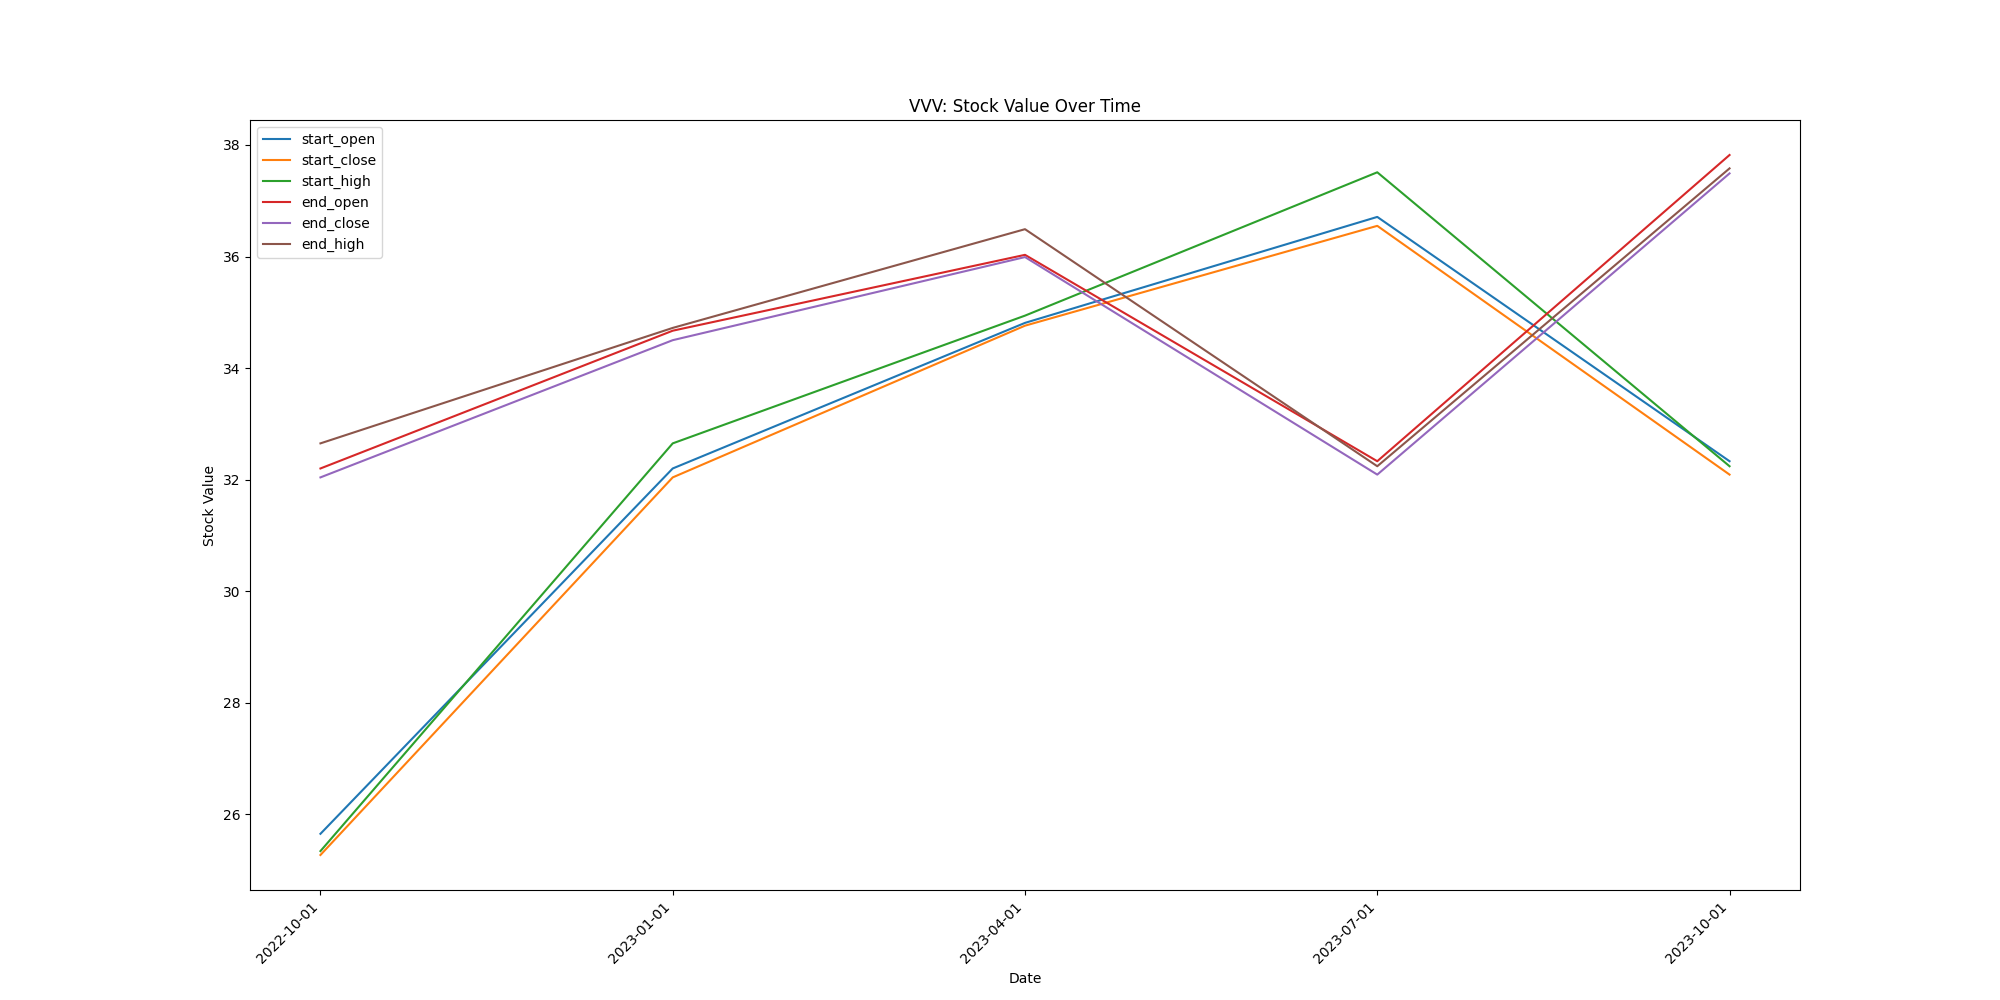 VVV: Stock Value Over Time
start_open
start_close
start_high
end_open
end_close
end_high
38
36
34
32
30
28
26
Stock Value
2022-10-01
2023-01-01
2023-04-01
2023-07-01
2023-10-01
Date